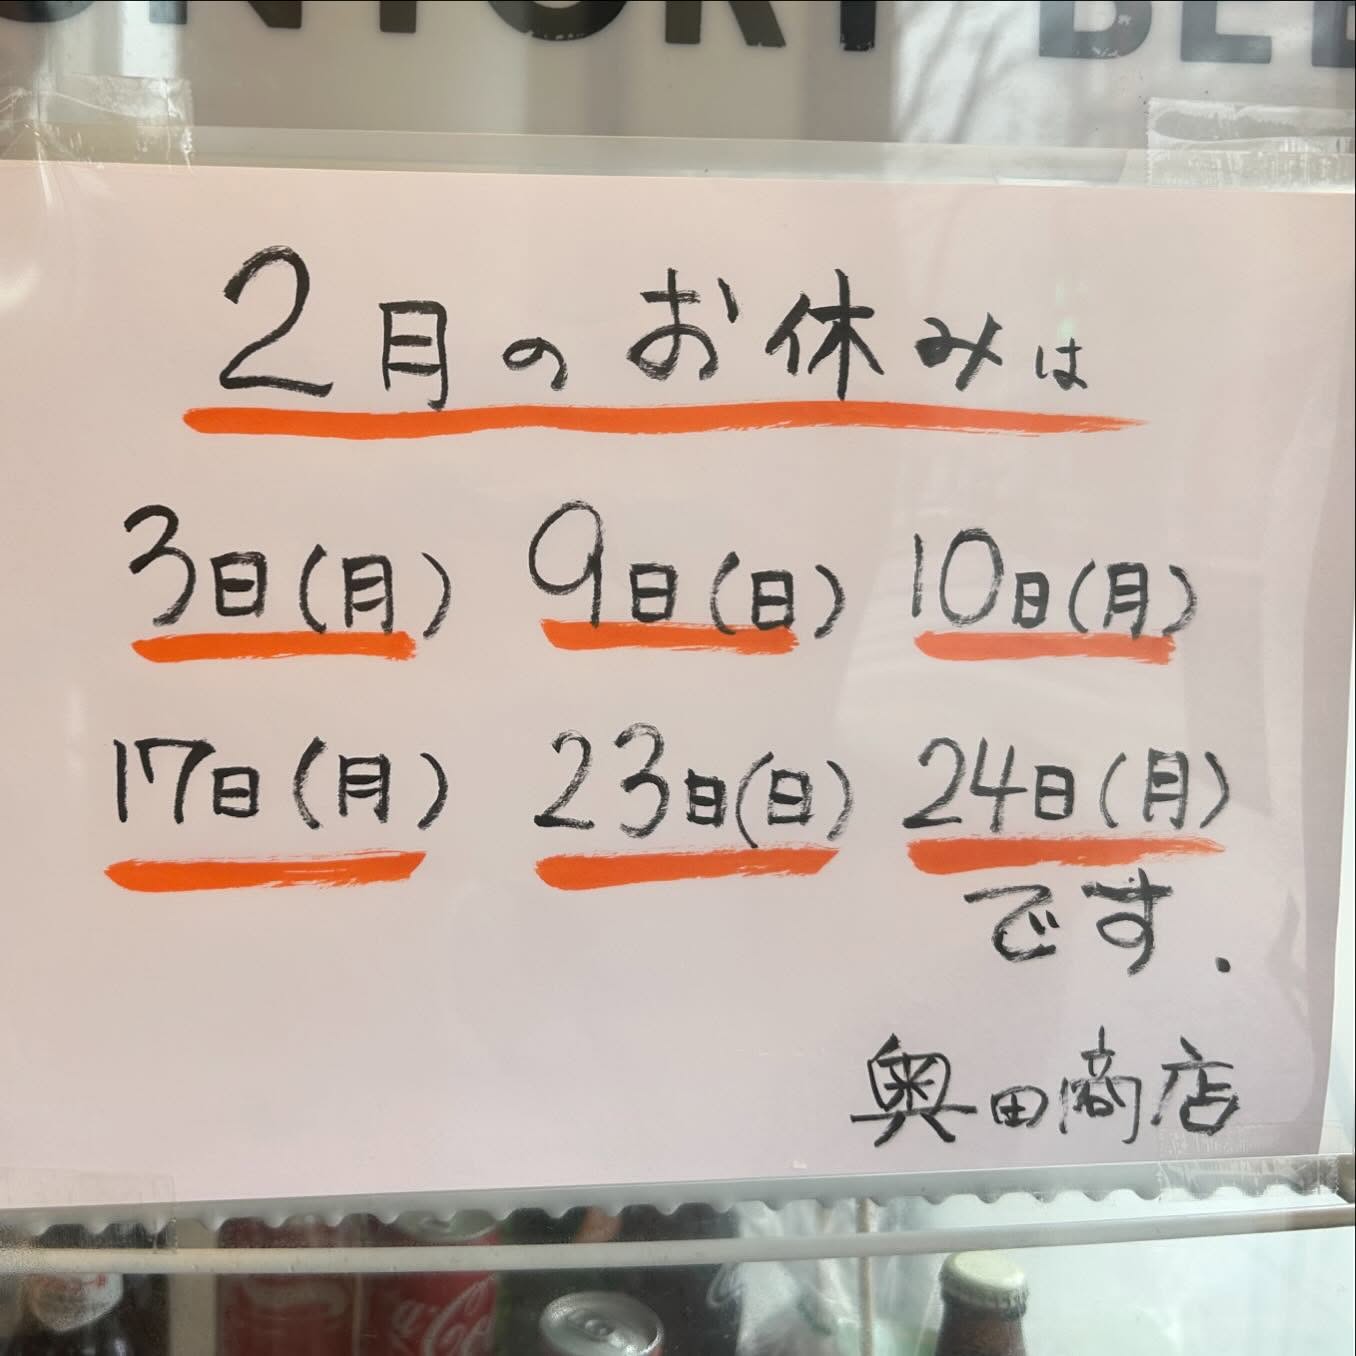 2月のお休みは
3日(月) 9日(日) 10日(月)
17日(月) 23日(日) 24日(月)
です.
奥田商店